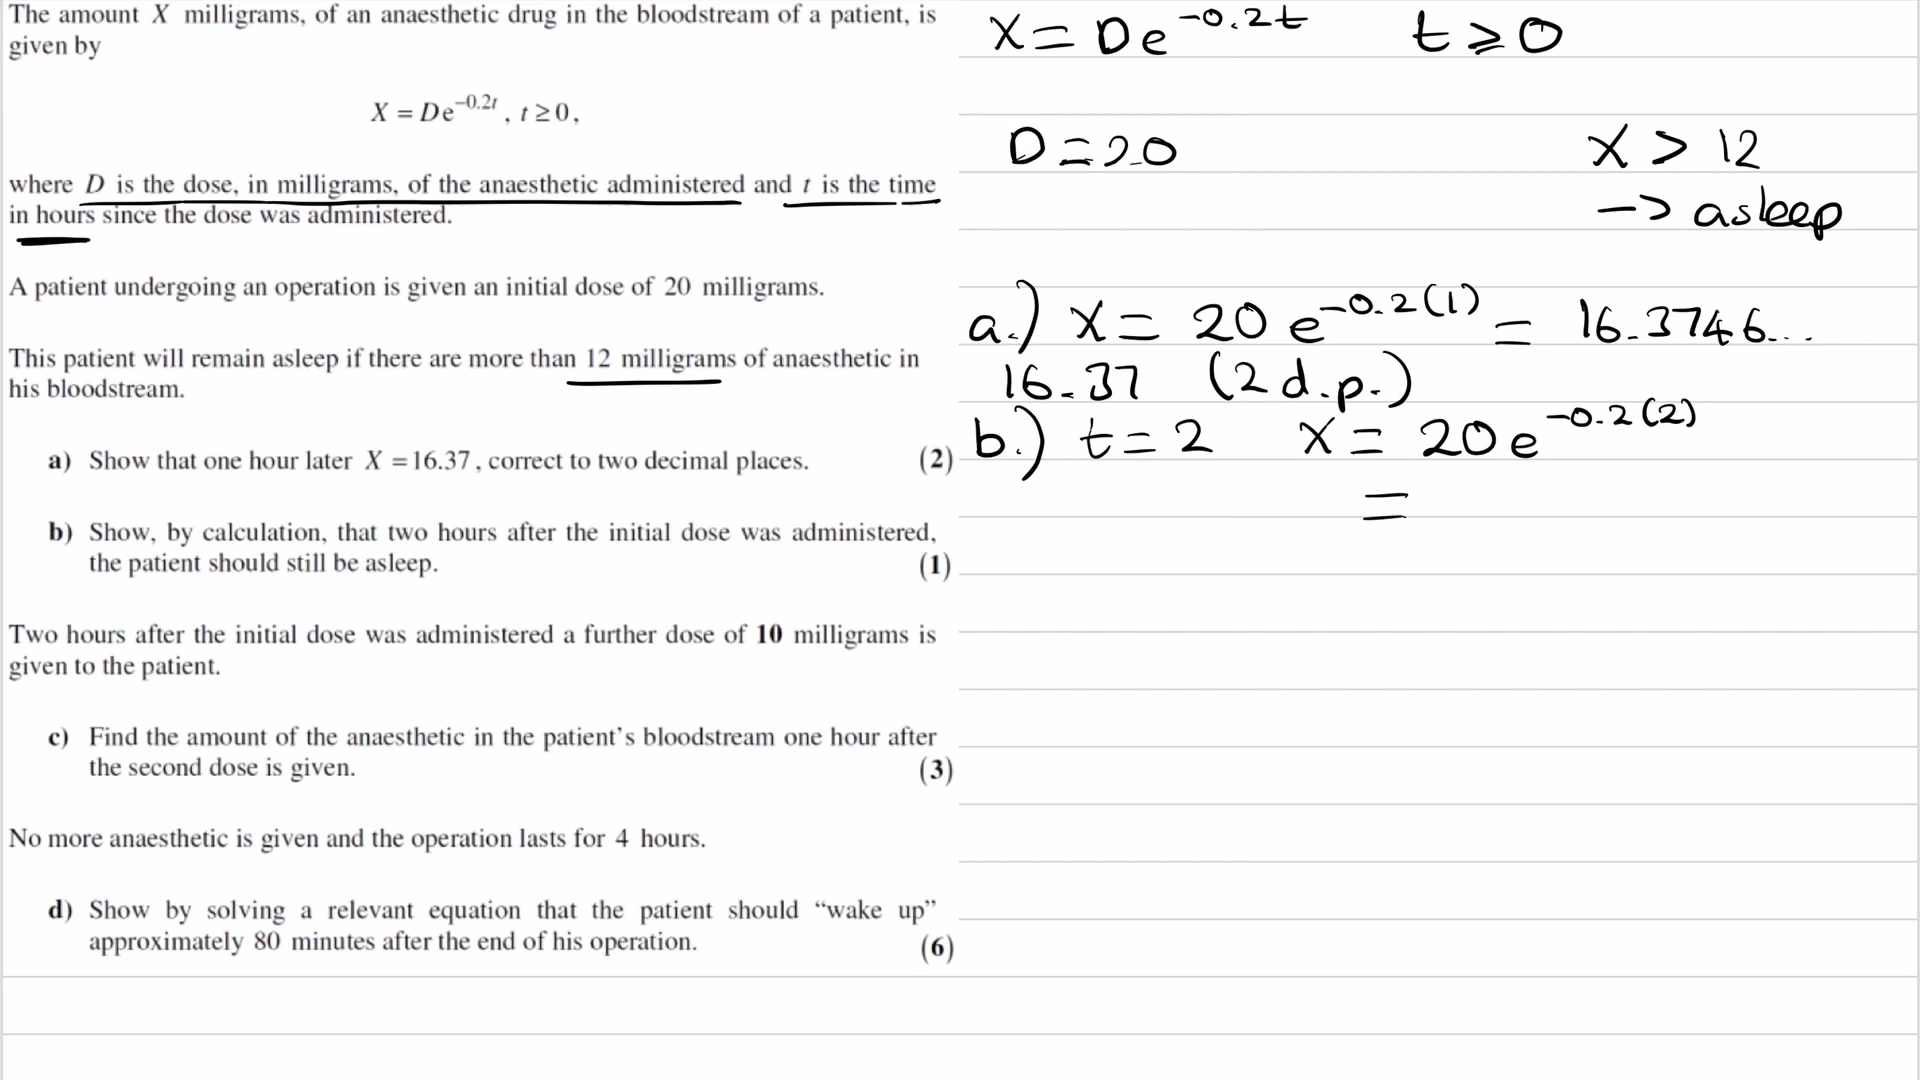 The amount X milligrams, of an anaesthetic drug in the bloodstream of a patient, is
given by
X = De^{-0.2t} , t ≥ 0,
where D is the dose, in milligrams, of the anaesthetic administered and t is the time
in hours since the dose was administered.
A patient undergoing an operation is given an initial dose of 20 milligrams.
This patient will remain asleep if there are more than 12 milligrams of anaesthetic in
his bloodstream.
a) Show that one hour later X = 16.37, correct to two decimal places. (2)
b) Show, by calculation, that two hours after the initial dose was administered,
the patient should still be asleep. (1)
Two hours after the initial dose was administered a further dose of 10 milligrams is
given to the patient.
c) Find the amount of the anaesthetic in the patient's bloodstream one hour after
the second dose is given. (3)
No more anaesthetic is given and the operation lasts for 4 hours.
d) Show by solving a relevant equation that the patient should “wake up”
approximately 80 minutes after the end of his operation. (6)
X = De^{-0.2t} t ≥ 0
D = 20 X > 12
-> asleep
a.) X = 20 e^{-0.2(1)} = 16.3746...
16.37 (2 d.p.)
b.) t = 2 X = 20e^{-0.2(2)}
=